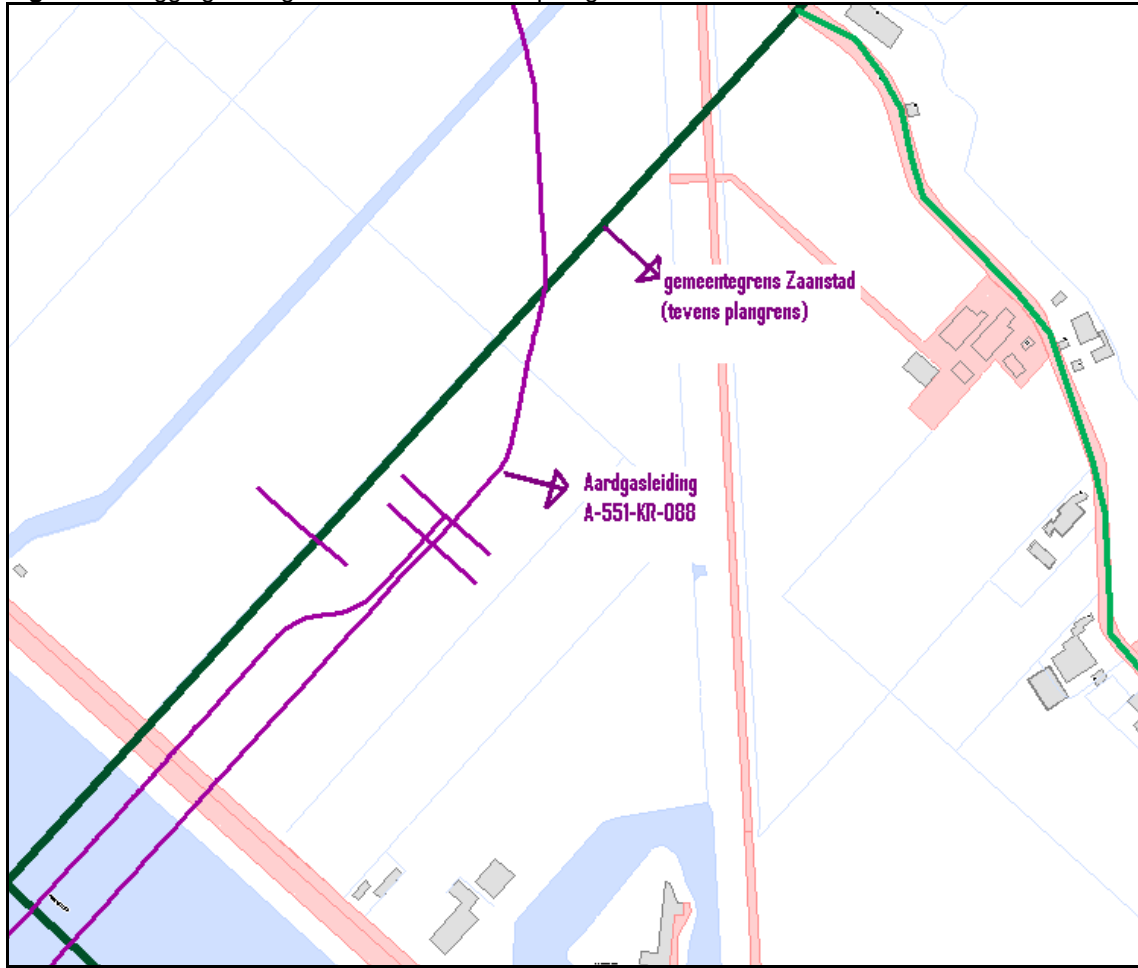 gemeentegrens Zaanstad
(tevens plangrens)
Aardgasleiding
A-551-KR-088